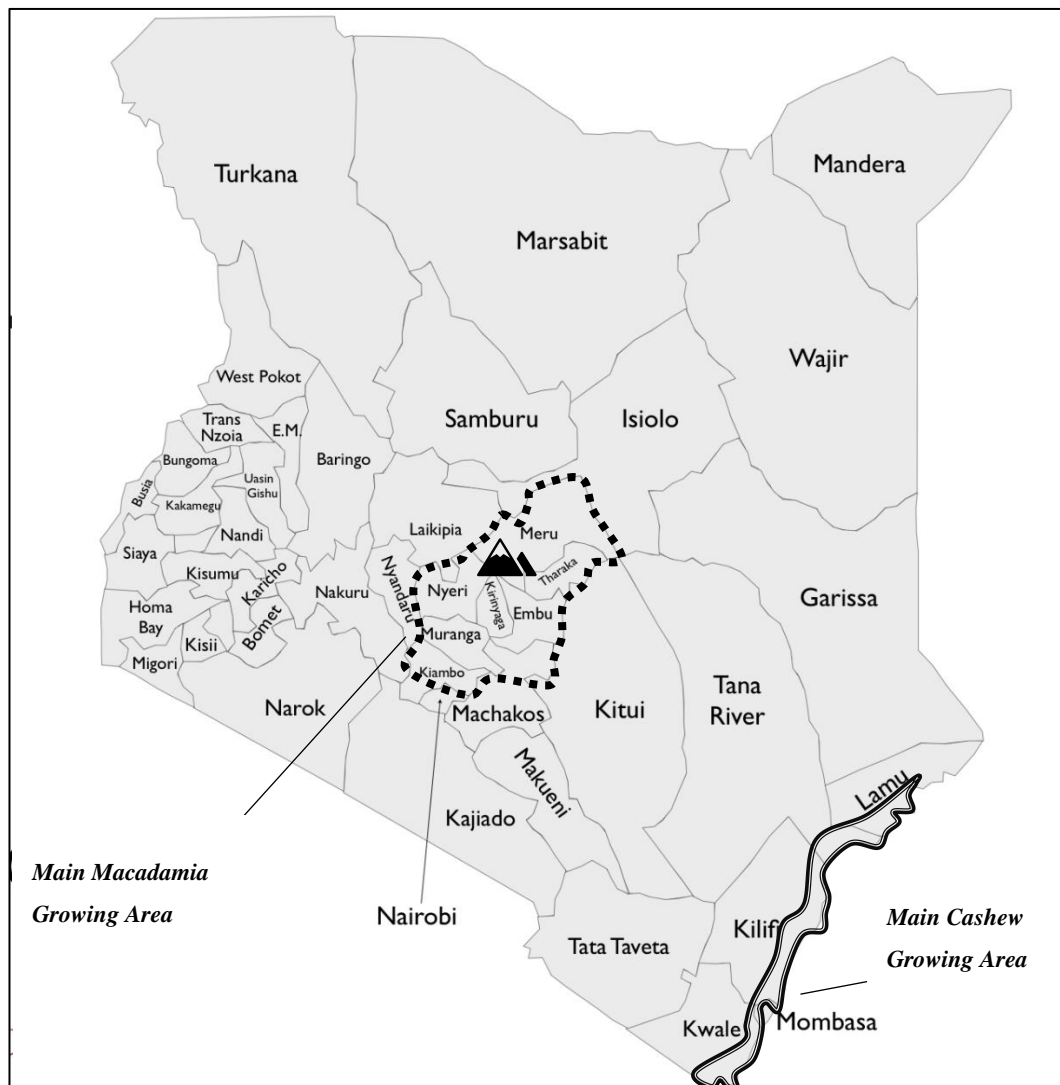 Turkana
Mandera
Marsabit
Wajir
West Pokot
Samburu
Isiolo
Trans
Nzoia
E.M.
Baringo
Bungoma
Uasin
Gishu
Busia
Kakamegu
Laikipia
Meru
Nandi
Siaya
Tharaka
Kisumu
Karicho
Nakuru
Nyandaru
Nyeri
Kirinyaga
Embu
Garissa
Homa
Bay
Kisii
Bomet
Muranga
Migori
Kiambo
Narok
Machakos
Kitui
Tana
River
Makueni
Lamu
Kajiado
Main Macadamia
Growing Area
Nairobi
Kilif
Main Cashew
Growing Area
Tata Taveta
Kwale
Mombasa